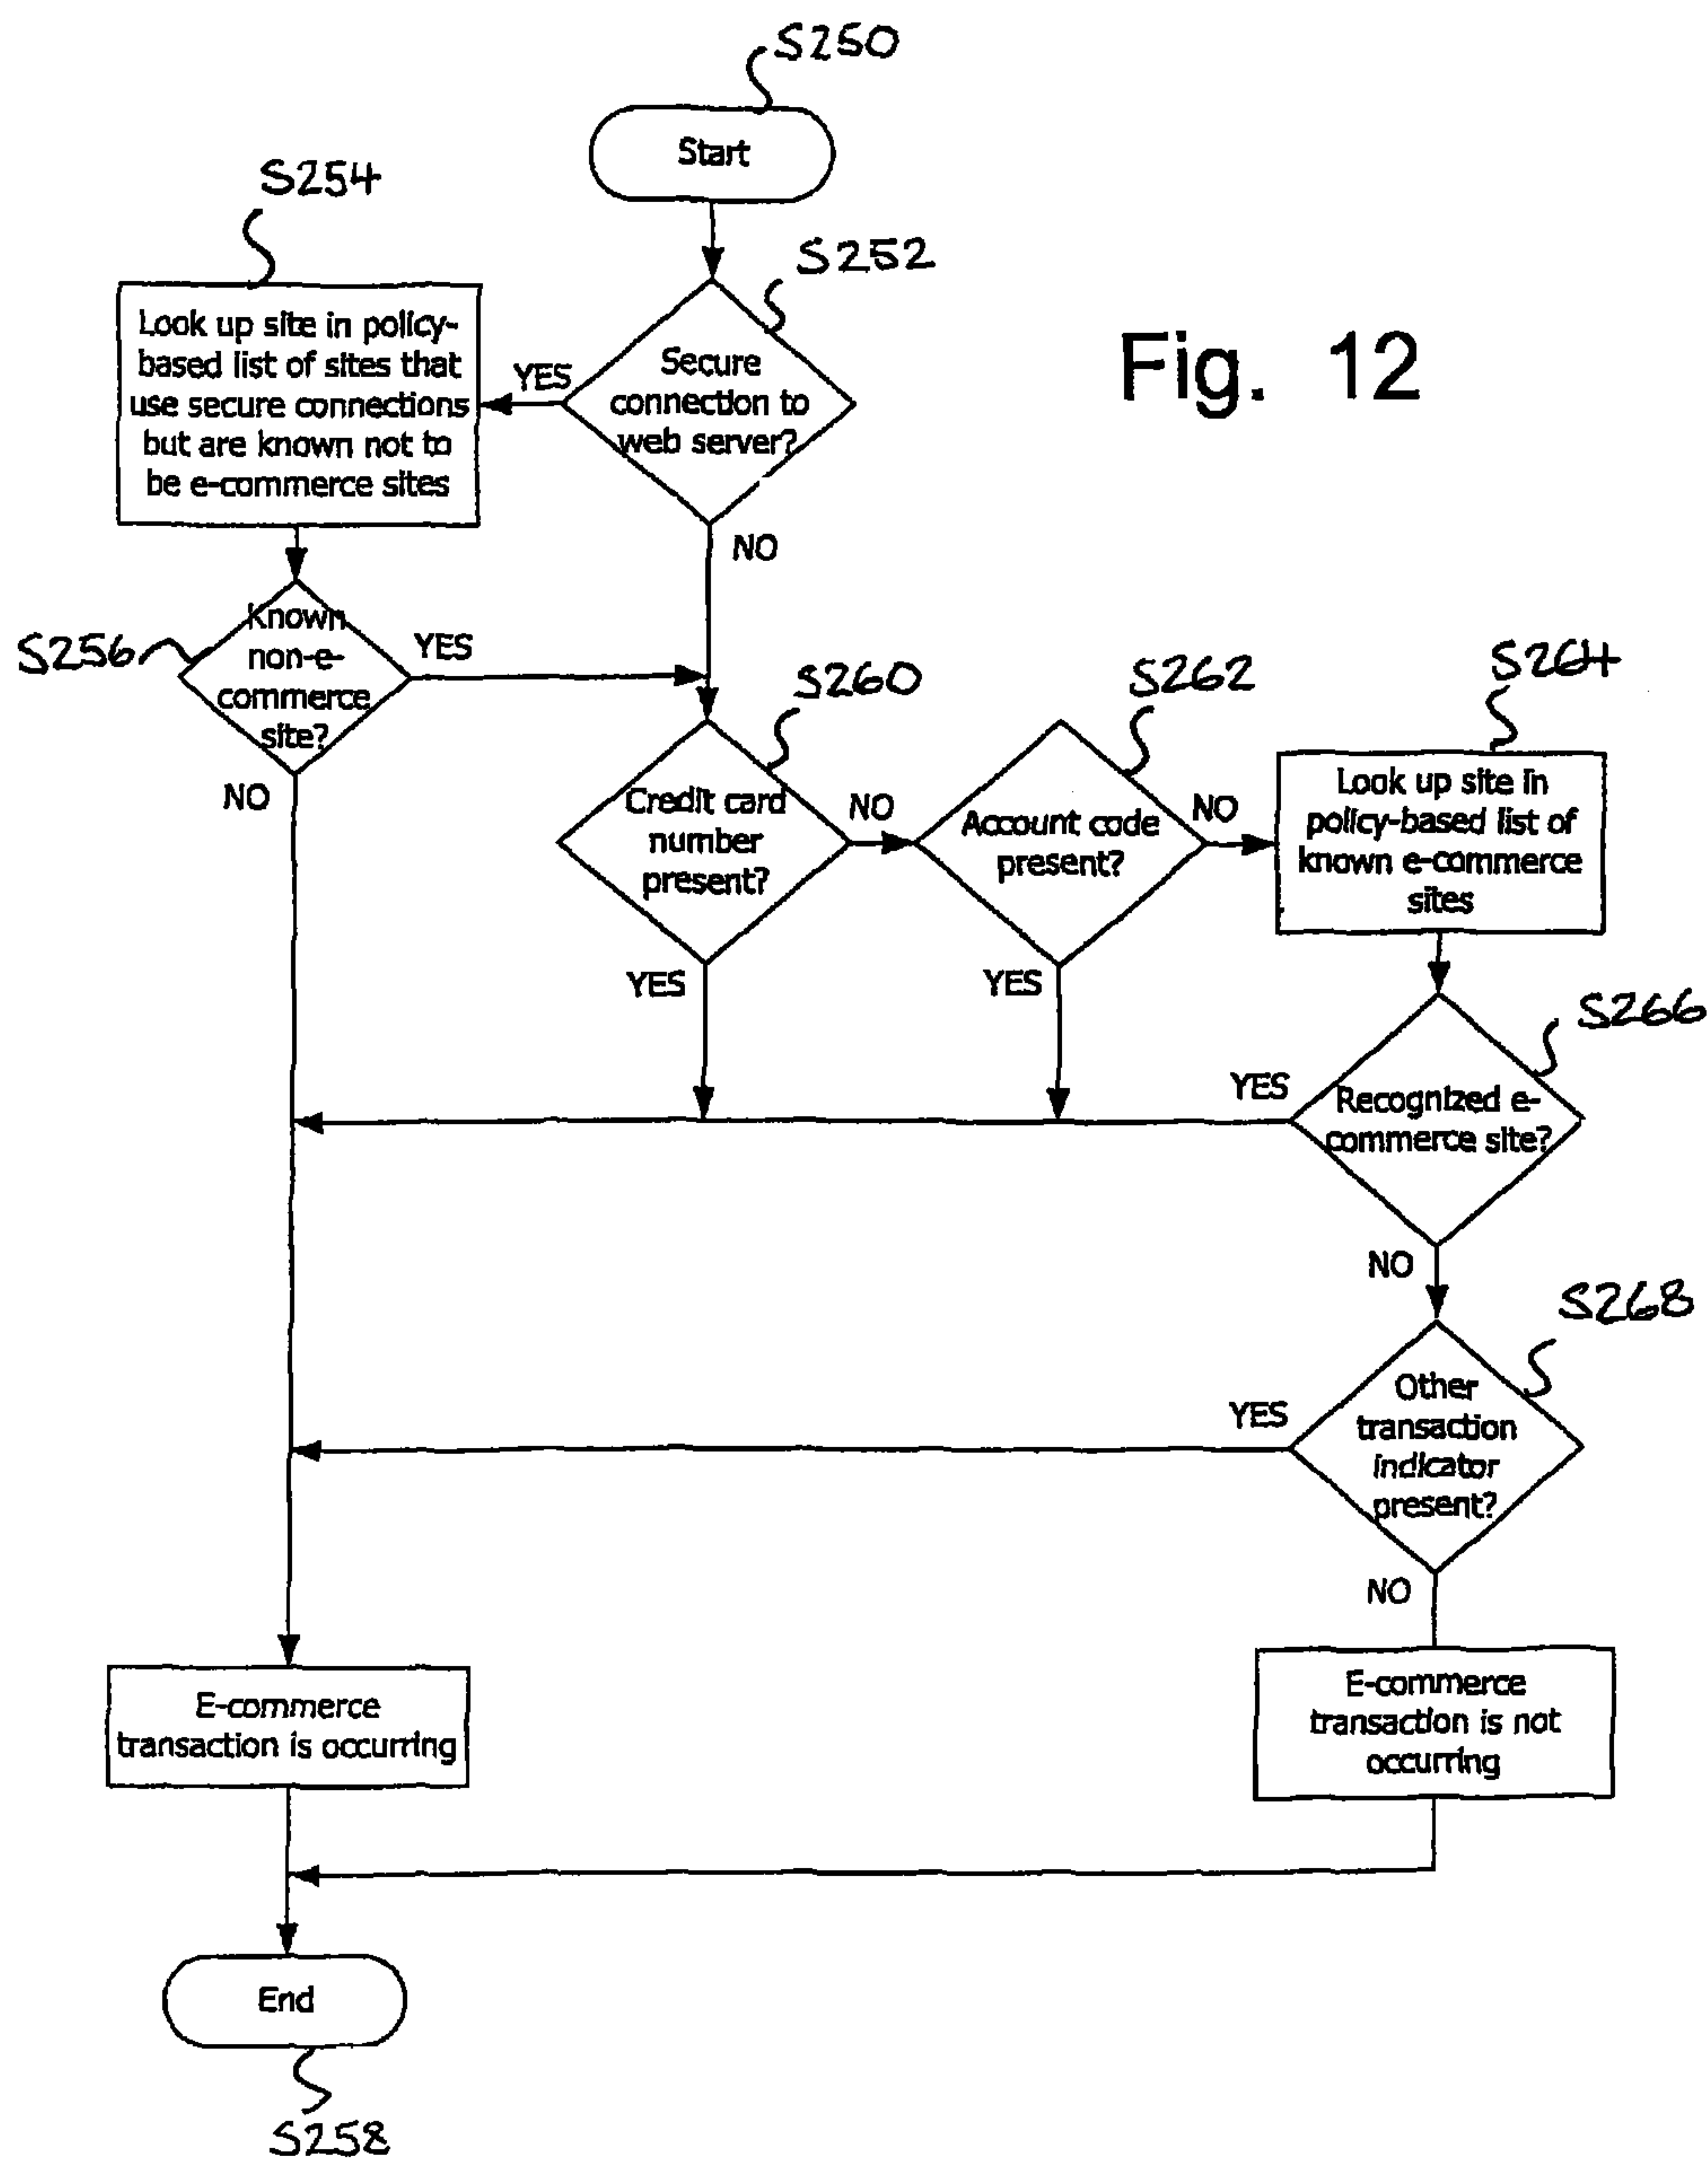 S250
Start
S254
S252
Fig. 12
Look up site in policy-
based list of sites that
use secure connections
but are known not to
be e-commerce sites
YES
Secure
connection to
web server?
NO
S256
Known
non-e-
commerce
site?
YES
NO
S260
S262
S264
Credit card
number
present?
NO
Account code
present?
NO
Look up site in
policy-based list of
known e-commerce
sites
YES
YES
S266
YES
Recognized e-
commerce site?
NO
S268
YES
Other
transaction
indicator
present?
NO
E-commerce
transaction is occurring
E-commerce
transaction is not
occurring
End
S258